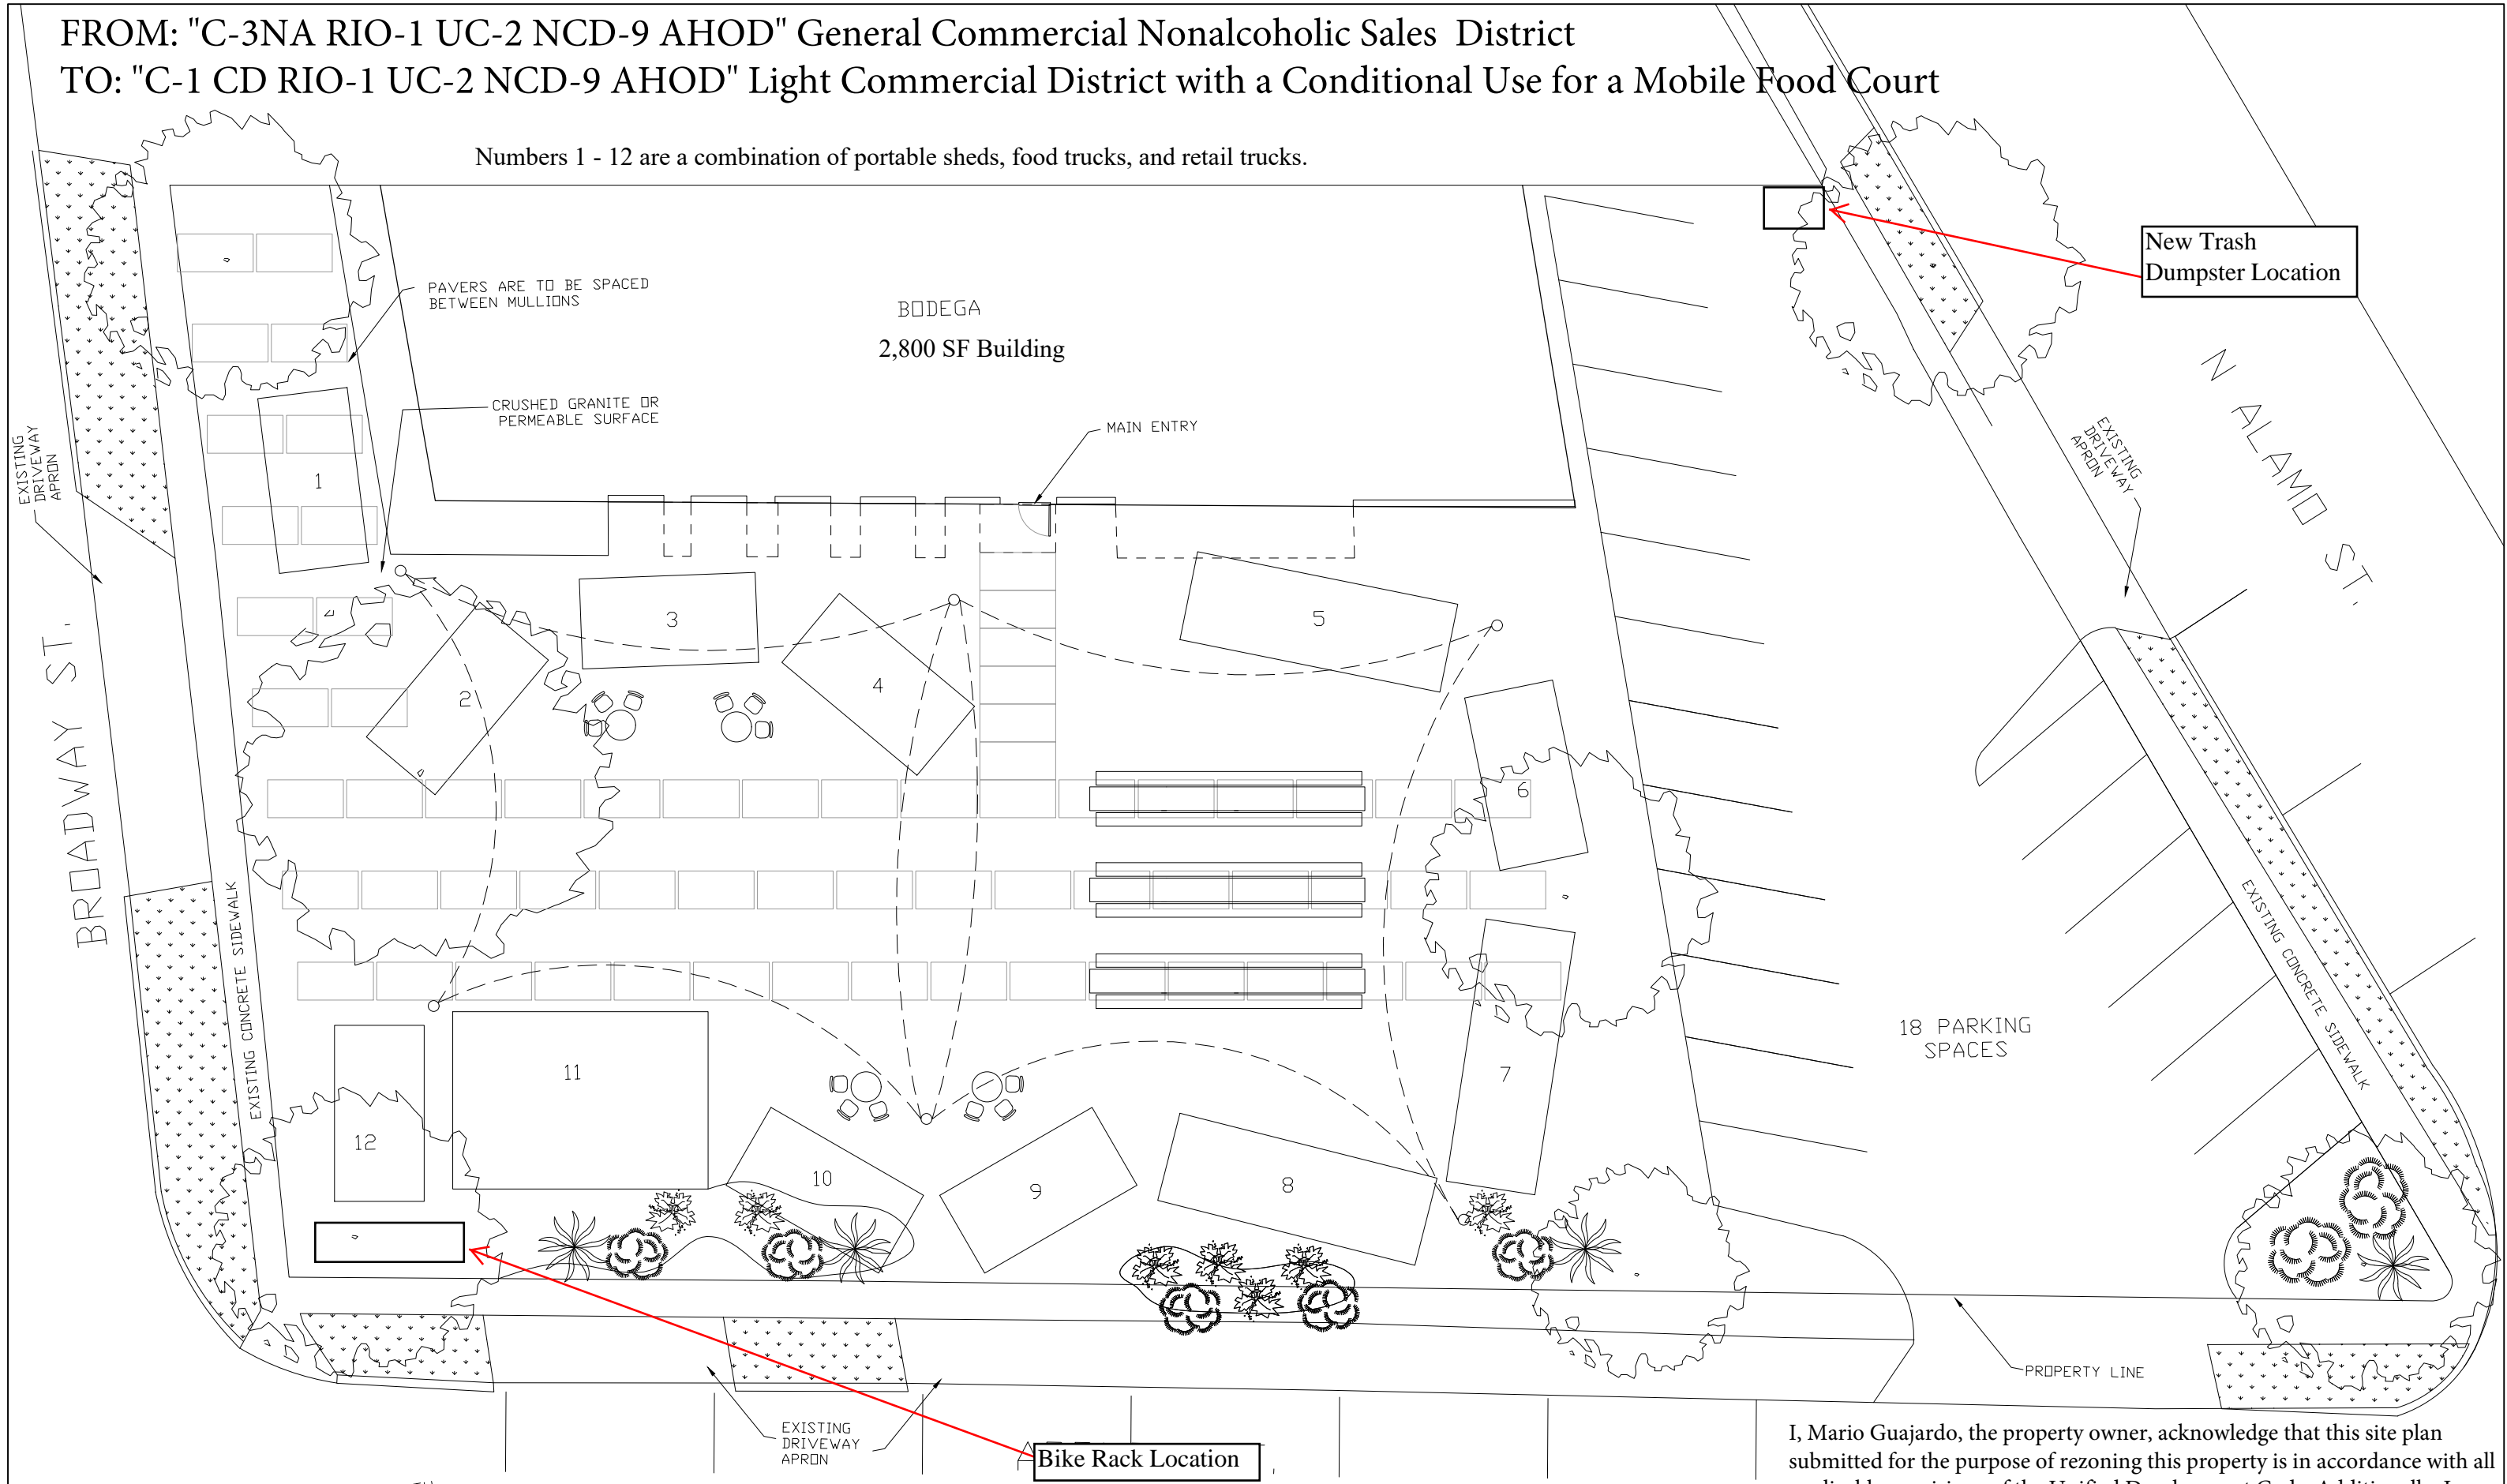 FROM: "C-3NA RIO-1 UC-2 NCD-9 AHOD" General Commercial Nonalcoholic Sales District
TO: "C-1 CD RIO-1 UC-2 NCD-9 AHOD" Light Commercial District with a Conditional Use for a Mobile Food Court
Numbers 1 - 12 are a combination of portable sheds, food trucks, and retail trucks.
New Trash
Dumpster Location
PAVERS ARE TO BE SPACED
BETWEEN MULLIONS
BODEGA
2,800 SF Building
CRUSHED GRANITE OR
PERMEABLE SURFACE
MAIN ENTRY
N ALAMO ST.
EXISTING
DRIVEWAY
APRON
EXISTING
DRIVEWAY
APRON
BROADWAY ST.
1
2
3
4
5
6
7
8
9
10
11
12
EXISTING CONCRETE SIDEWALK
EXISTING CONCRETE SIDEWALK
18 PARKING
SPACES
PROPERTY LINE
EXISTING
DRIVEWAY
APRON
Bike Rack Location
I, Mario Guajardo, the property owner, acknowledge that this site plan
submitted for the purpose of rezoning this property is in accordance with all